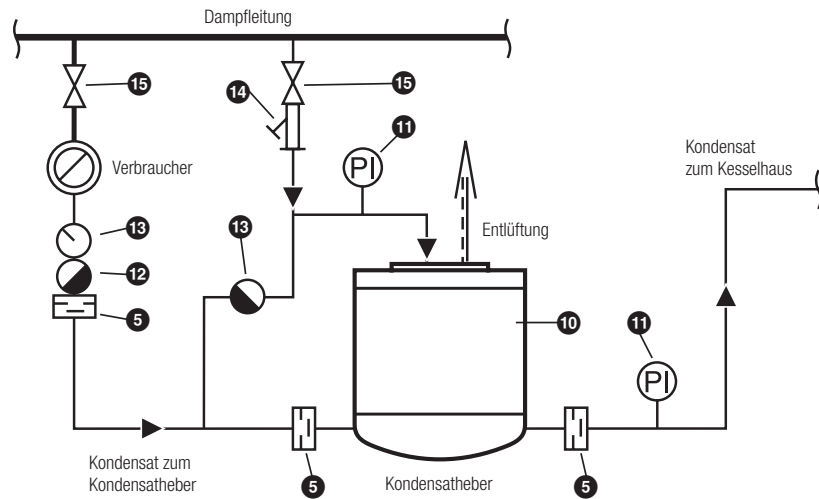 Dampfleitung
15
14
15
11
Verbraucher
Kondensat
zum Kesselhaus
PI
Entlüftung
13
13
12
5
10
11
PI
Kondensat zum
Kondensatheber
5
Kondensatheber
5